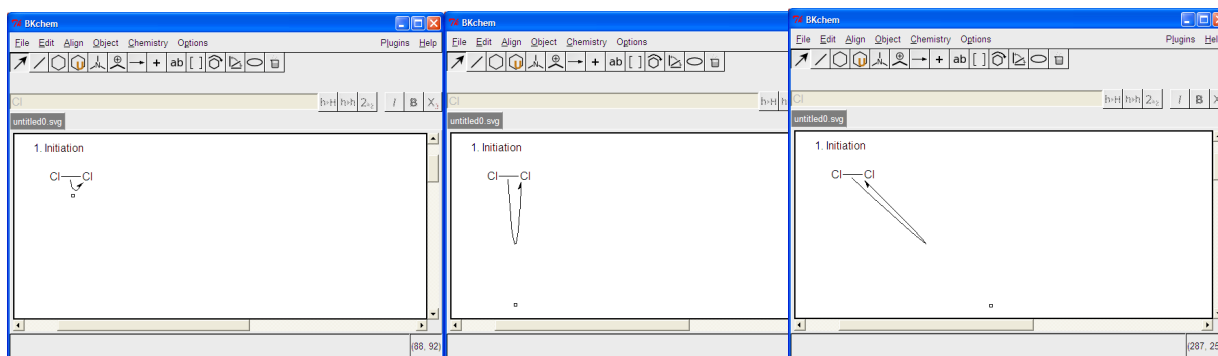 BKchem
File Edit Align Object Chemistry Options Plugins Help
+ ab [ ]
Cl h>H h>h I B
untitled0.svg
1. Initiation
Cl Cl
(88, 92)
BKchem
File Edit Align Object Chemistry Options
+ ab [ ]
Cl h>H
untitled0.svg
1. Initiation
Cl Cl
BKchem
File Edit Align Object Chemistry Options Plugins
+ ab [ ]
Cl h>H h>h I B
untitled0.svg
1. Initiation
Cl Cl